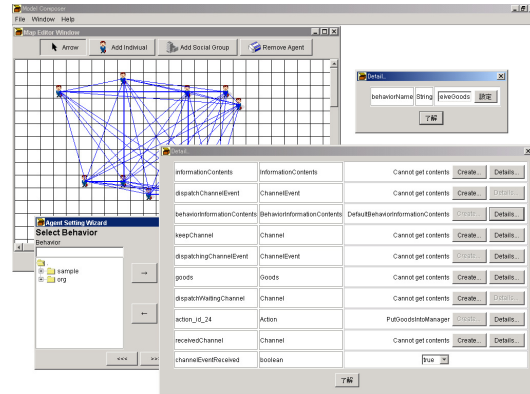 Model Composer
File Window Help
Map Editor Window
Arrow
Add Indiviual
Add Social Group
Remove Agent
Detail..
behaviorName String eiveGoods 設定
了解
Detail..
informationContents InformationContents Cannot get contents Create... Details...
dispatchChannelEvent ChannelEvent Cannot get contents Create... Details...
behaviorInformationContents BehaviorInformationContents DefaultBehaviorInformationContents Create... Details...
keepChannel Channel Cannot get contents Create... Details...
dispatchingChannelEvent ChannelEvent Cannot get contents Create... Details...
goods Goods Cannot get contents Create... Details...
dispatchWaitingChannel Channel Cannot get contents Create... Details...
action_id_24 Action PutGoodsIntoManager Create... Details...
receivedChannel Channel Cannot get contents Create... Details...
channelEventReceived boolean true
了解
Agent Setting Wizard
Select Behavior
Behavior
.
sample
org
→
←
<<<
>>